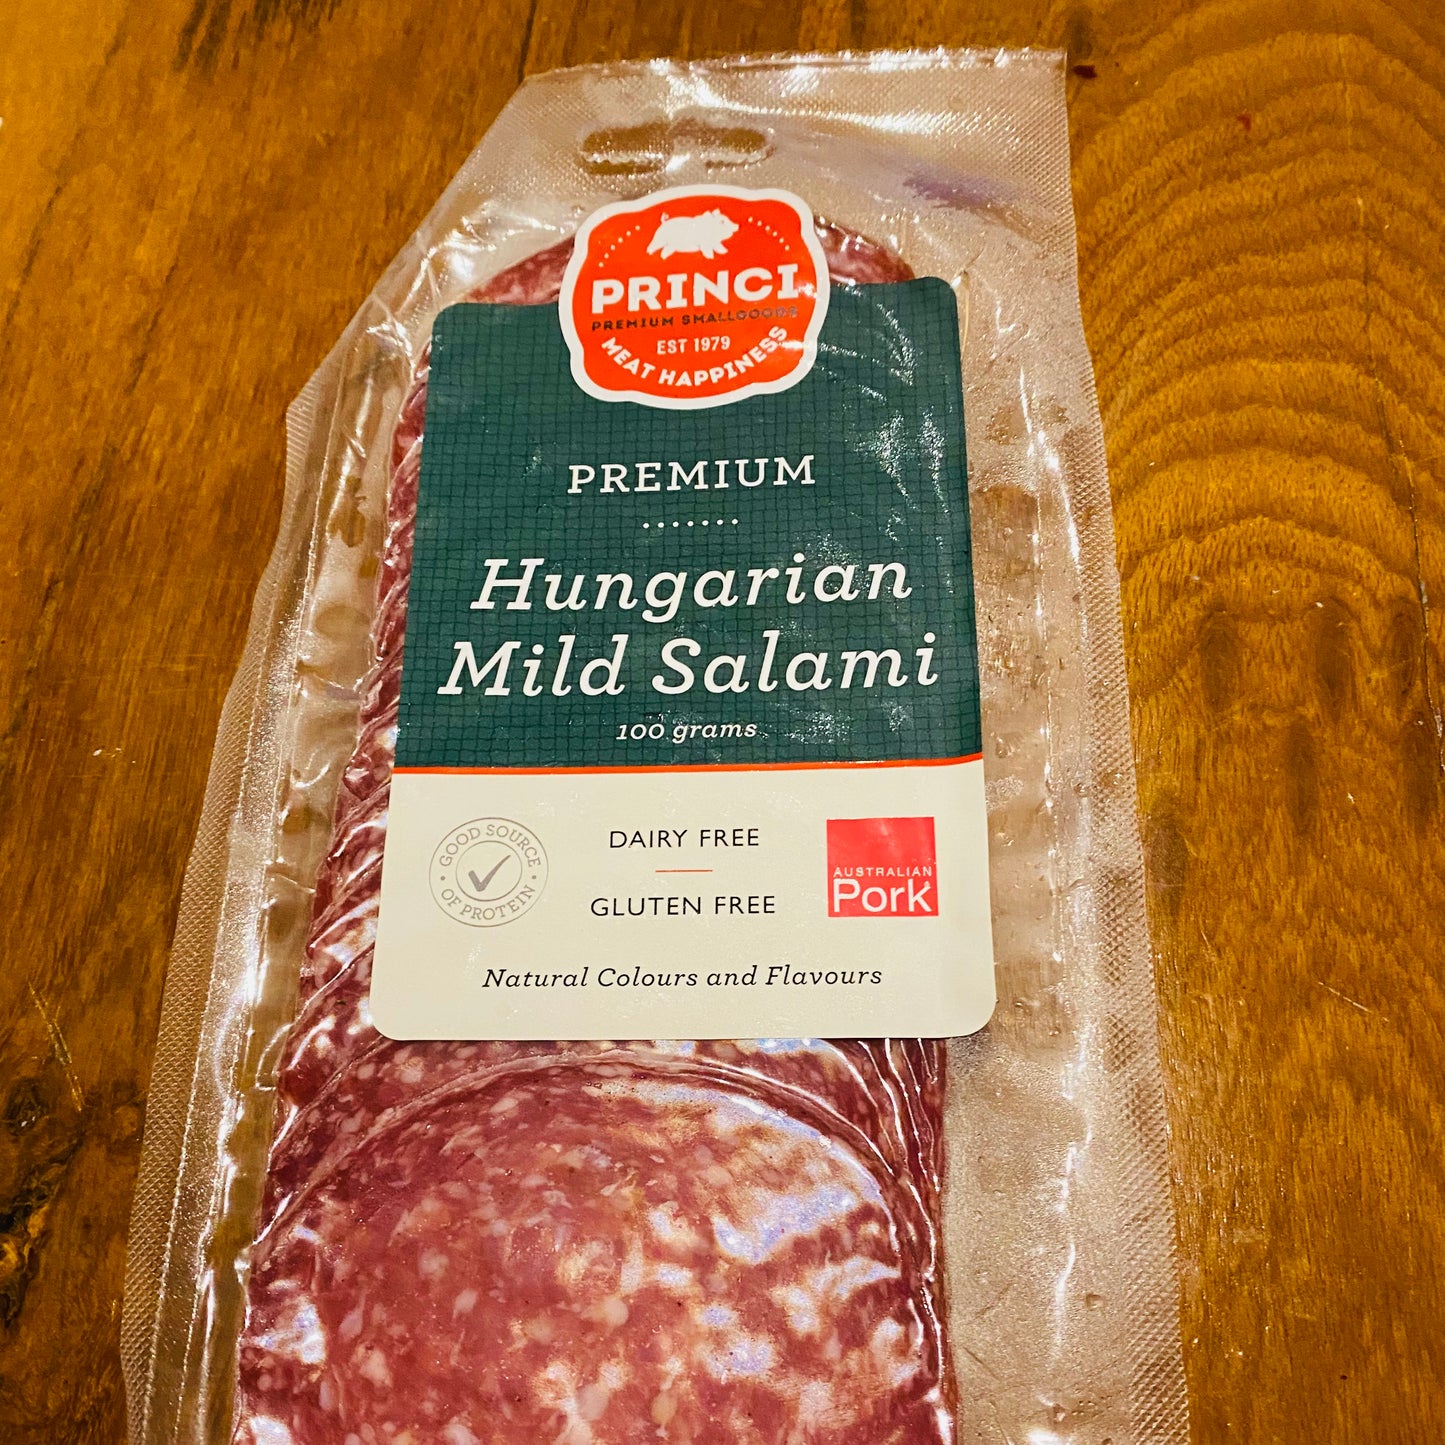 PRINCI
PREMIUM SMALLGOODS
EST 1979
MEAT HAPPINESS
PREMIUM
Hungarian
Mild Salami
100 grams
GOOD SOURCE
OF PROTEIN
DAIRY FREE
GLUTEN FREE
AUSTRALIAN
Pork
Natural Colours and Flavours